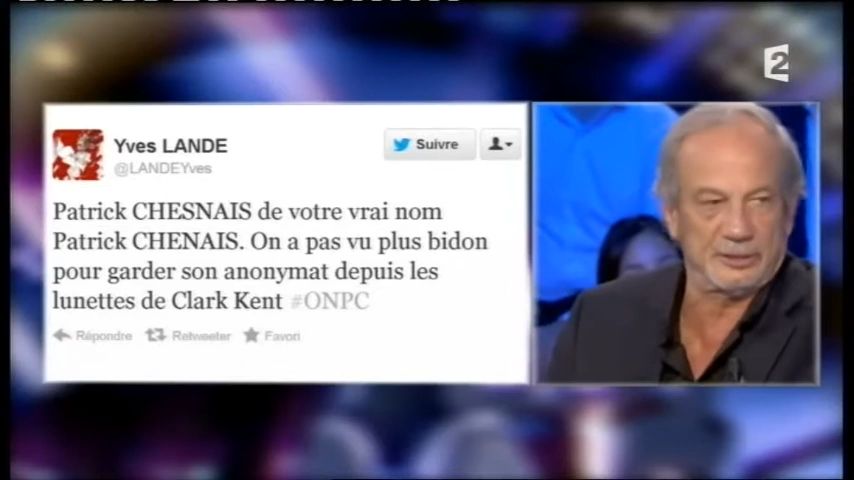 2
Yves LANDE
@LANDEYves
Suivre
Patrick CHESNAIS de votre vrai nom
Patrick CHENAIS. On a pas vu plus bidon
pour garder son anonymat depuis les
lunettes de Clark Kent #ONPC
Répondre Retweeter Favori